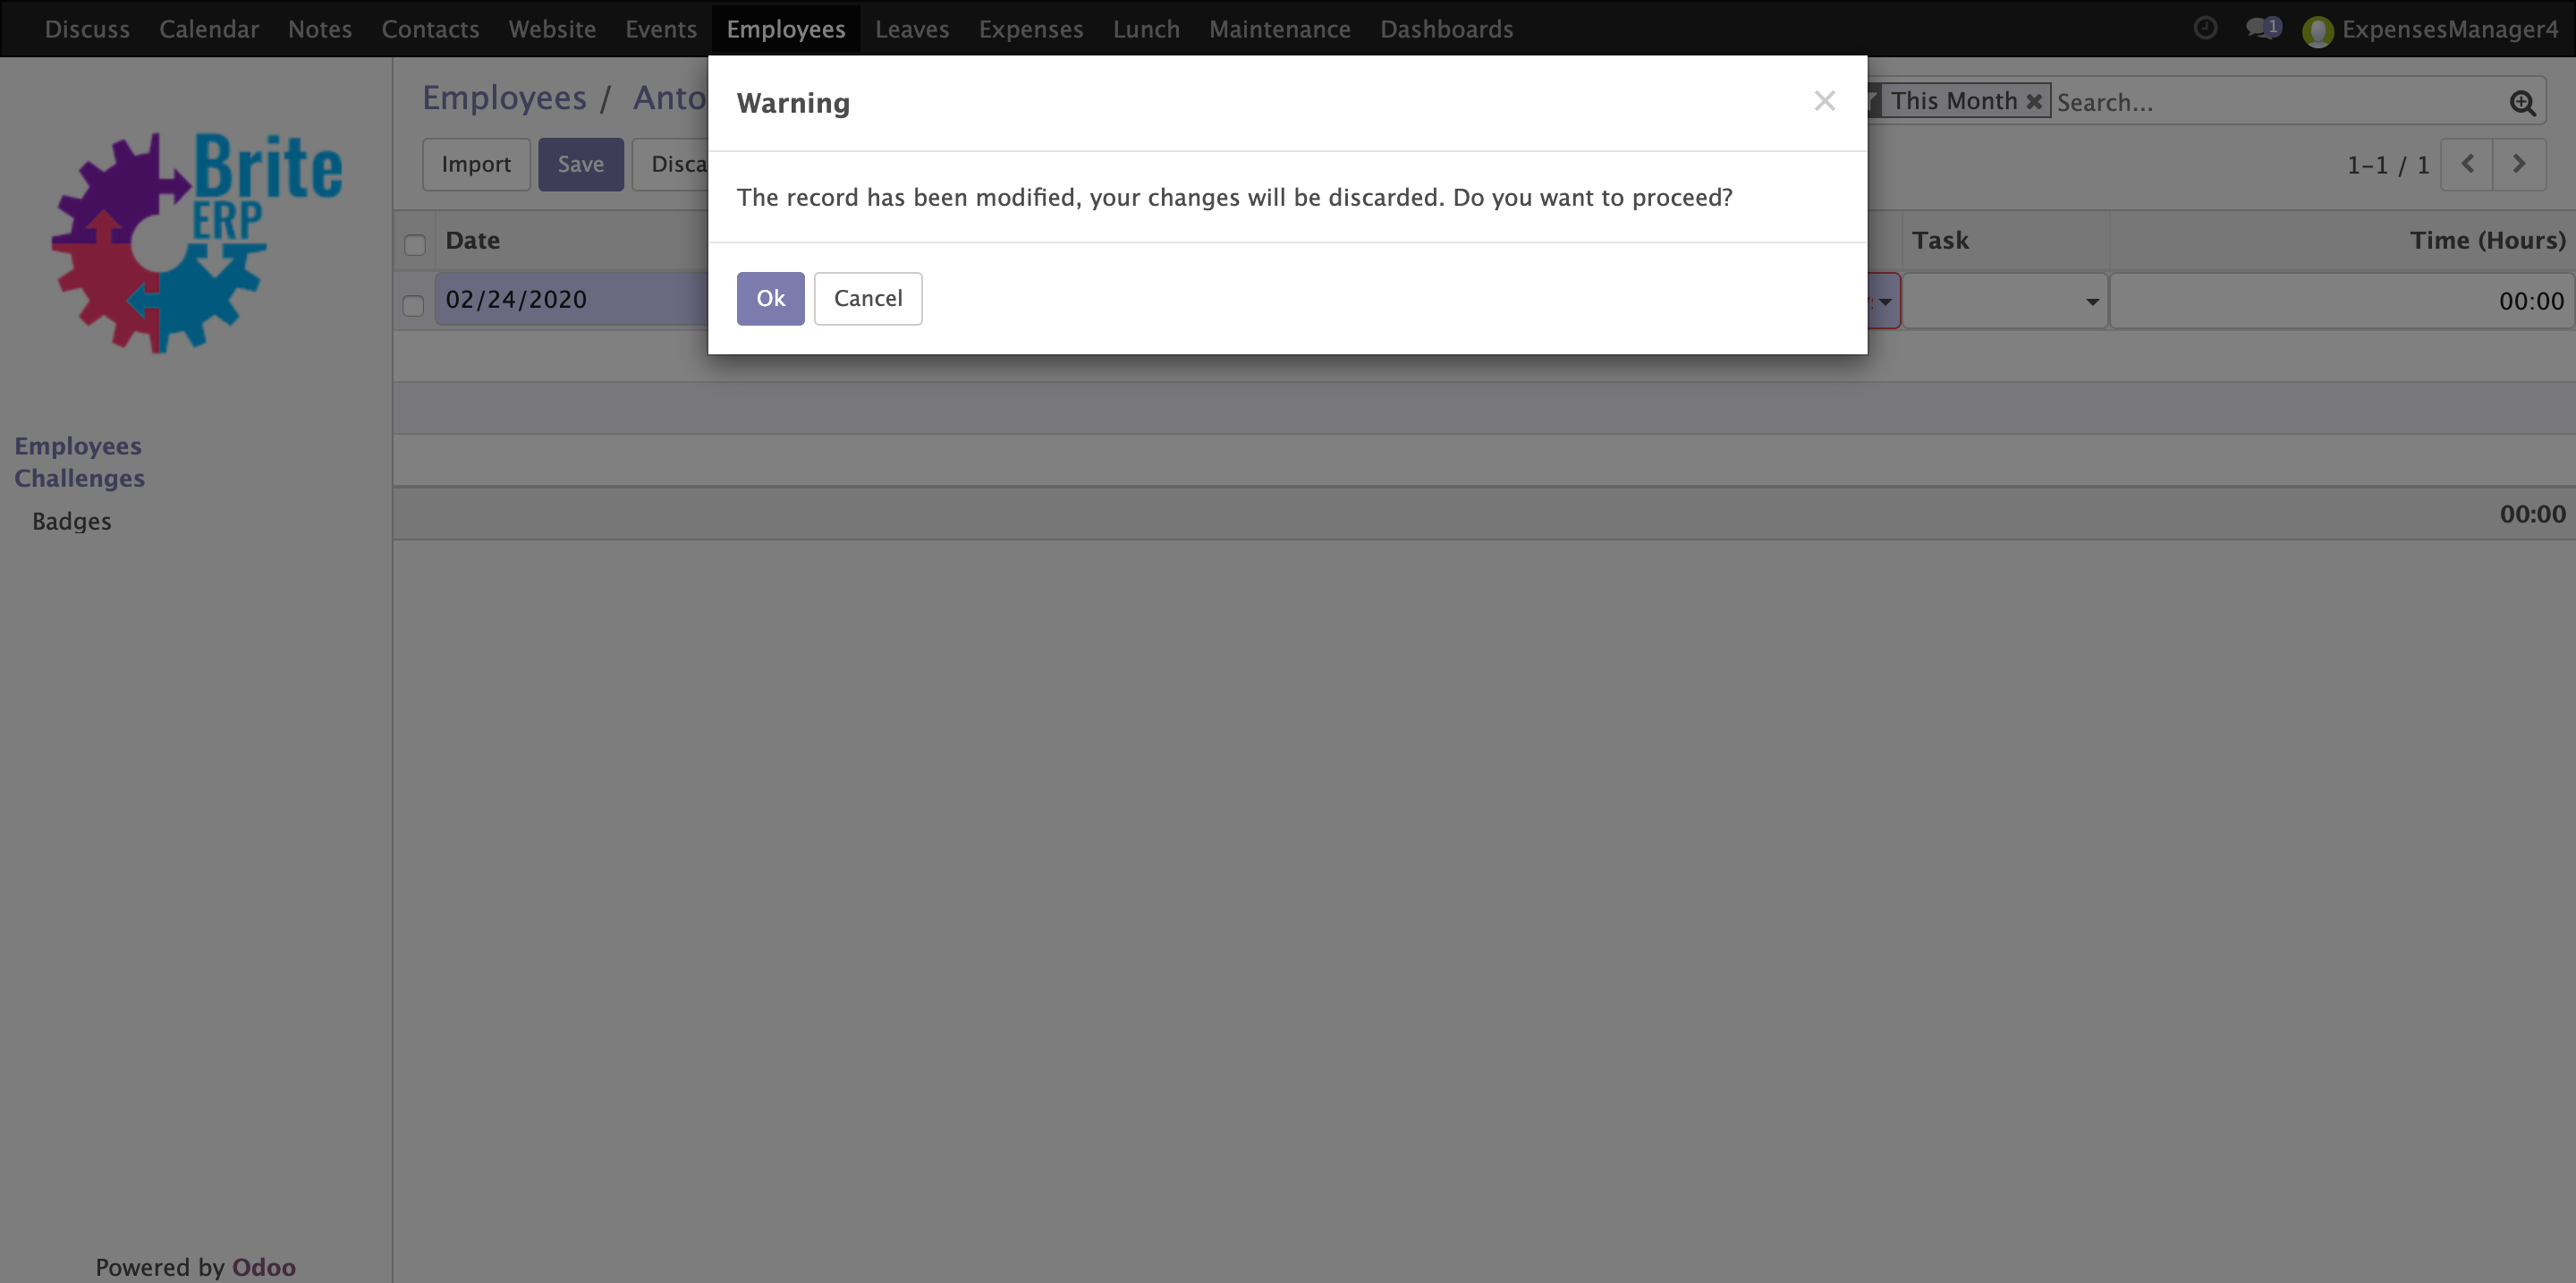 Discuss Calendar Notes Contacts Website Events Employees Leaves Expenses Lunch Maintenance Dashboards 1 ExpensesManager4
Brite
ERP
Employees
Challenges
Badges
Powered by Odoo
Employees / Anto
This Month Search...
Import Save Disca
1-1 / 1
Warning
The record has been modified, your changes will be discarded. Do you want to proceed?
Ok Cancel
Date Task Time (Hours)
02/24/2020 00:00
00:00